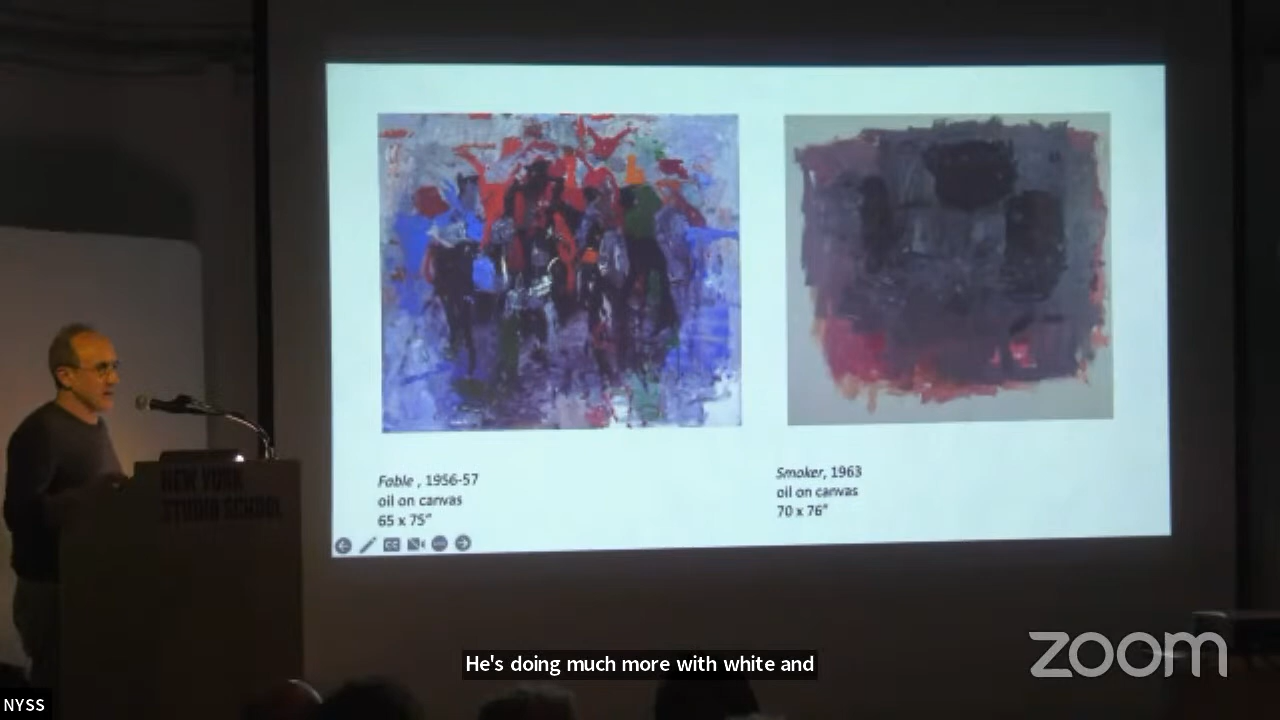 Fable , 1956-57
oil on canvas
65 x 75"
Smoker, 1963
oil on canvas
70 x 76"
NEW YORK
STUDIO SCHOOL
He's doing much more with white and
zoom
NYSS